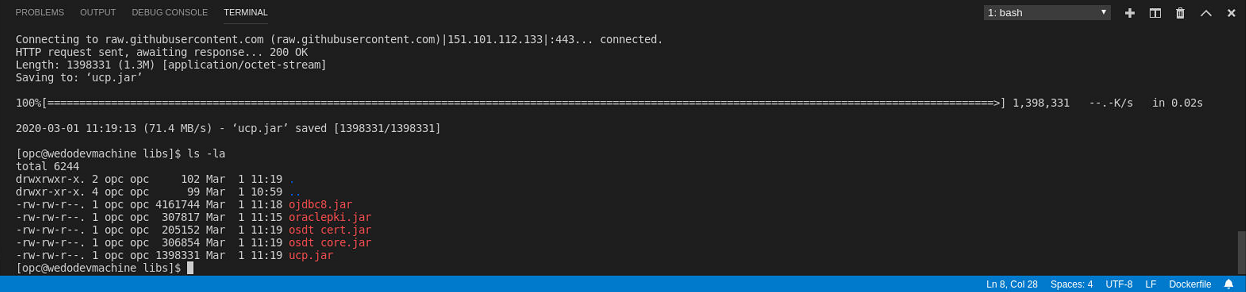 PROBLEMS OUTPUT DEBUG CONSOLE TERMINAL 1: bash
Connecting to raw.githubusercontent.com (raw.githubusercontent.com)|151.101.112.133|:443... connected.
HTTP request sent, awaiting response... 200 OK
Length: 1398331 (1.3M) [application/octet-stream]
Saving to: ‘ucp.jar’
100%[======================================================================================================================================================>] 1,398,331 --.-K/s in 0.02s
2020-03-01 11:19:13 (71.4 MB/s) - ‘ucp.jar’ saved [1398331/1398331]
[opc@wedodevmachine libs]$ ls -la
total 6244
drwxrwxr-x. 2 opc opc 102 Mar 1 11:19 .
drwxr-xr-x. 4 opc opc 99 Mar 1 10:59 ..
-rw-rw-r--. 1 opc opc 4161744 Mar 1 11:18 ojdbc8.jar
-rw-rw-r--. 1 opc opc 307817 Mar 1 11:15 oraclepki.jar
-rw-rw-r--. 1 opc opc 205152 Mar 1 11:19 osdt_cert.jar
-rw-rw-r--. 1 opc opc 306854 Mar 1 11:19 osdt_core.jar
-rw-rw-r--. 1 opc opc 1398331 Mar 1 11:19 ucp.jar
[opc@wedodevmachine libs]$
Ln 8, Col 28 Spaces: 4 UTF-8 LF Dockerfile